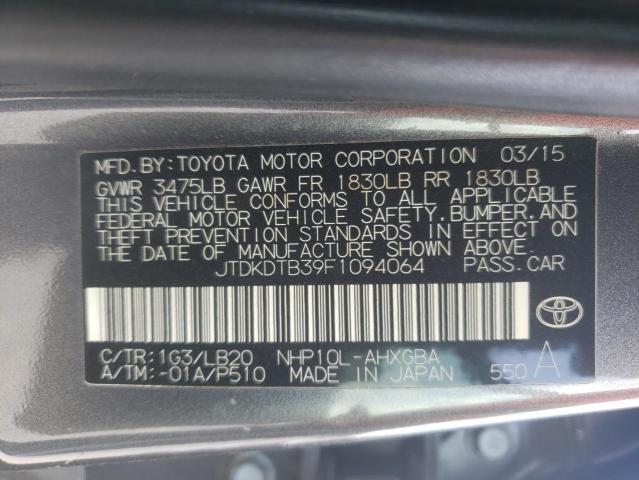 MFD. BY: TOYOTA MOTOR CORPORATION 03/15
GVWR 3475LB GAWR FR 1830LB RR 1830LB
THIS VEHICLE CONFORMS TO ALL APPLICABLE
FEDERAL MOTOR VEHICLE SAFETY, BUMPER, AND
THEFT PREVENTION STANDARDS IN EFFECT ON
THE DATE OF MANUFACTURE SHOWN ABOVE.
JTDKDTB39F1094064 PASS. CAR
C/TR: 1G3/LB20 NHP10L-AHXGBA
A/TM: -01A/P510 MADE IN JAPAN 550 A